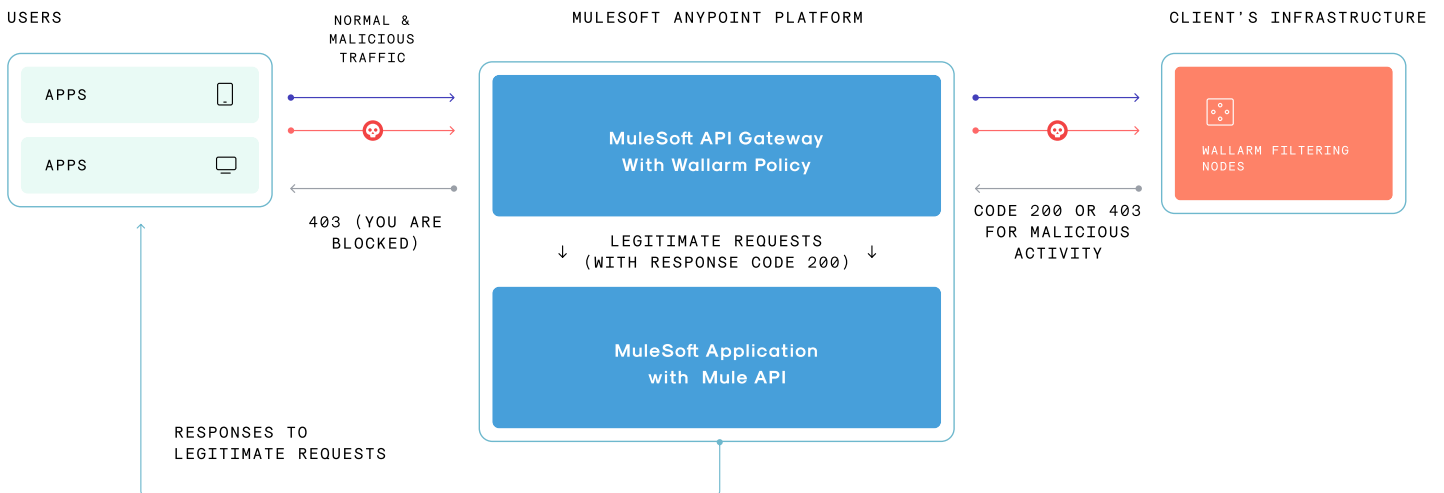 USERS
NORMAL &
MALICIOUS
TRAFFIC
MULESOFT ANYPOINT PLATFORM
CLIENT'S INFRASTRUCTURE
APPS
APPS
403 (YOU ARE
BLOCKED)
MuleSoft API Gateway
With Wallarm Policy
LEGITIMATE REQUESTS
(WITH RESPONSE CODE 200)
MuleSoft Application
with Mule API
WALLARM FILTERING
NODES
CODE 200 OR 403
FOR MALICIOUS
ACTIVITY
RESPONSES TO
LEGITIMATE REQUESTS